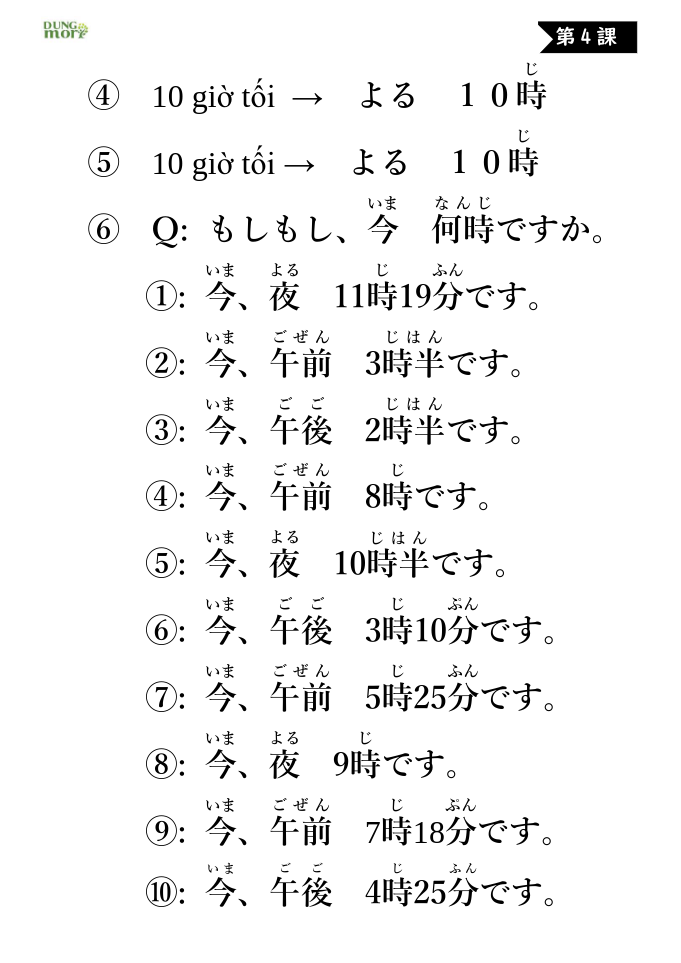 DUNG
mori
第4課
④ 10 giờ tối → よる １０時
じ
⑤ 10 giờ tối → よる １０時
じ
⑥ Q: もしもし、今 何時ですか。
いま なんじ
①: 今、夜 11時19分です。
いま よる じ ふん
②: 今、午前 3時半です。
いま ごぜん じはん
③: 今、午後 2時半です。
いま ごご じはん
④: 今、午前 8時です。
いま ごぜん じ
⑤: 今、夜 10時半です。
いま よる じはん
⑥: 今、午後 3時10分です。
いま ごご じ ぷん
⑦: 今、午前 5時25分です。
いま ごぜん じ ふん
⑧: 今、夜 9時です。
いま よる じ
⑨: 今、午前 7時18分です。
いま ごぜん じ ぷん
⑩: 今、午後 4時25分です。
いま ごご じ ふん